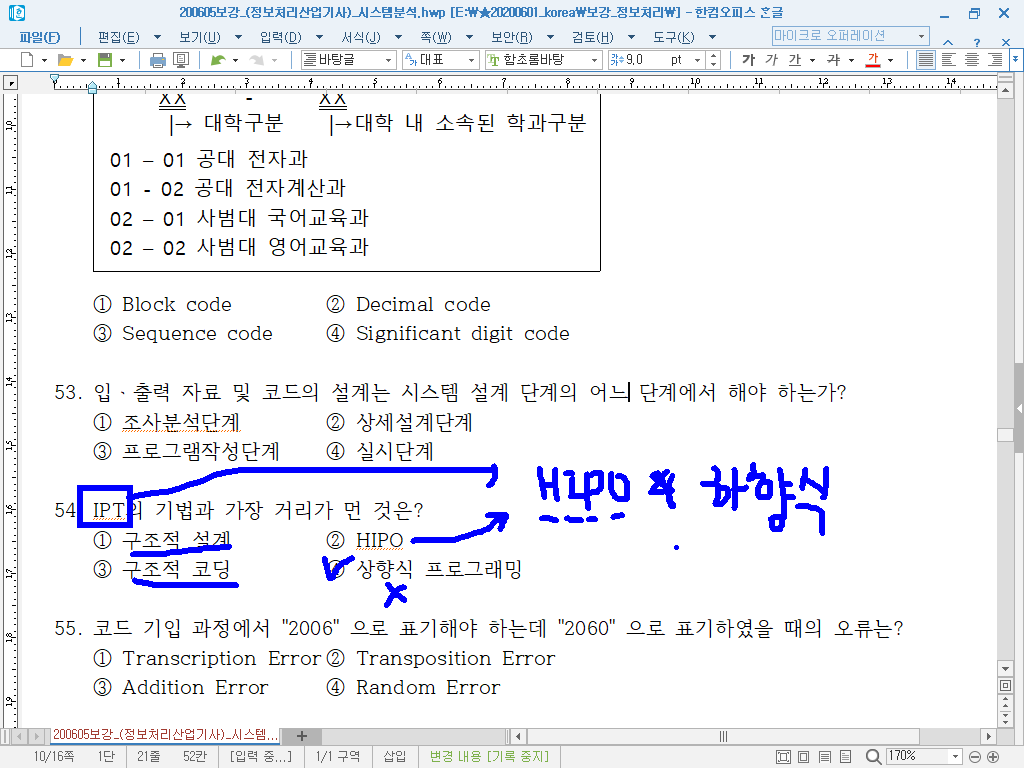 200605보강_(정보처리산업기사)_시스템분석.hwp [E:₩★20200601_korea₩보강_정보처리₩] - 한컴오피스 한글
파일(F) 편집(E) 보기(U) 입력(D) 서식(J) 쪽(W) 보안(R) 검토(H) 도구(K) 마이크로 오퍼레이션
바탕글 대표 함초롬바탕 9,0 pt 가 가 가 가 가
1 2 3 4 5 6 7 8 9 10 11 12 13 14
XX - XX
|→ 대학구분 |→대학 내 소속된 학과구분
01 – 01 공대 전자과
01 - 02 공대 전자계산과
02 – 01 사범대 국어교육과
02 – 02 사범대 영어교육과
① Block code ② Decimal code
③ Sequence code ④ Significant digit code
53. 입ㆍ출력 자료 및 코드의 설계는 시스템 설계 단계의 어느 단계에서 해야 하는가?
① 조사분석단계 ② 상세설계단계
③ 프로그램작성단계 ④ 실시단계
HIPO 하향식
54 IPT의 기법과 가장 거리가 먼 것은?
① 구조적 설계 ② HIPO
③ 구조적 코딩 ④ 상향식 프로그래밍
55. 코드 기입 과정에서 "2006" 으로 표기해야 하는데 "2060" 으로 표기하였을 때의 오류는?
① Transcription Error ② Transposition Error
③ Addition Error ④ Random Error
200605보강_(정보처리산업기사)_시스템...
10/16쪽 1단 21줄 52칸 [입력 중...] 1/1 구역 삽입 변경 내용 [기록 중지] 170%